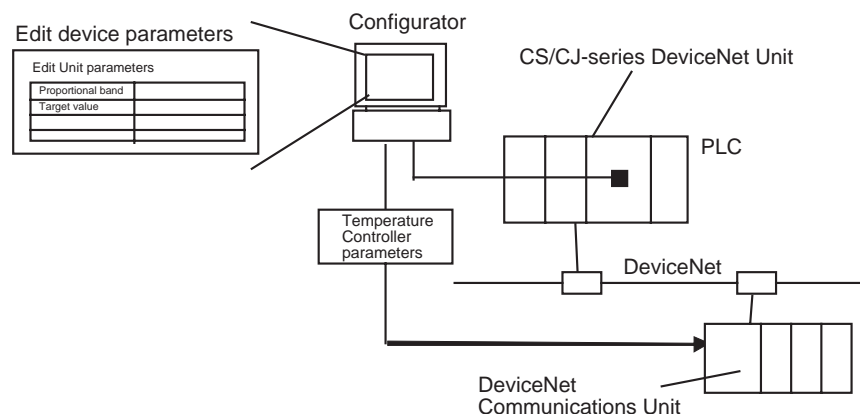 Configurator
Edit device parameters
Edit Unit parameters
Proportional band
Target value
CS/CJ-series DeviceNet Unit
PLC
Temperature
Controller
parameters
DeviceNet
DeviceNet
Communications Unit